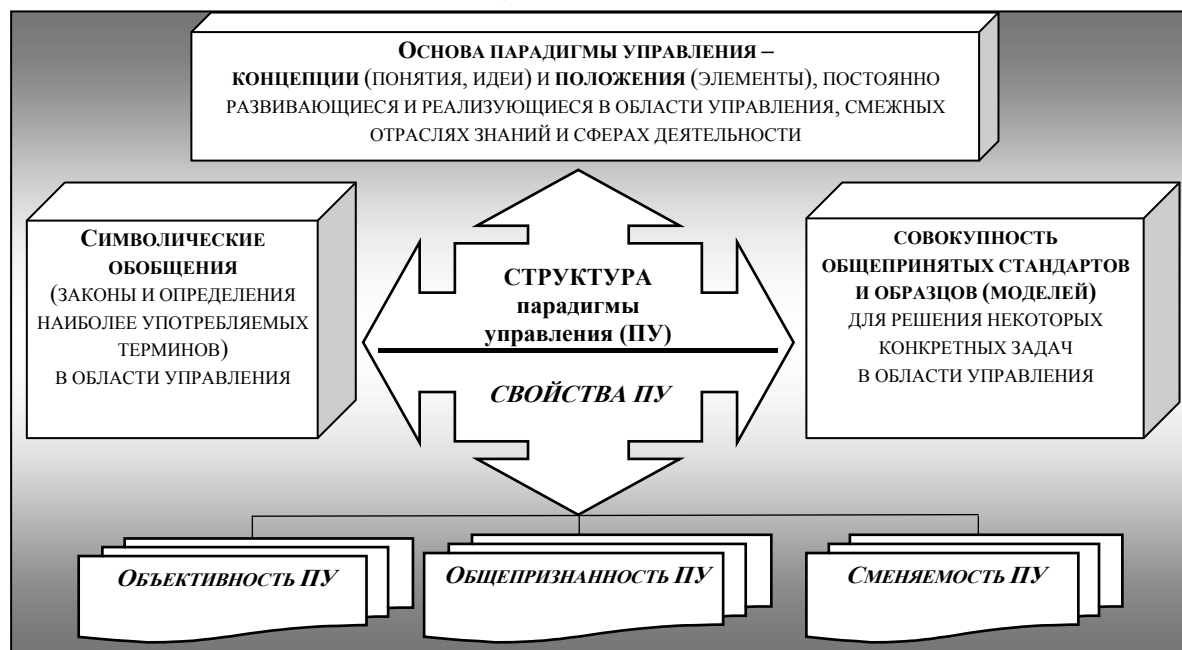 ОСНОВА ПАРАДИГМЫ УПРАВЛЕНИЯ –
КОНЦЕПЦИИ (ПОНЯТИЯ, ИДЕИ) И ПОЛОЖЕНИЯ (ЭЛЕМЕНТЫ), ПОСТОЯННО
РАЗВИВАЮЩИЕСЯ И РЕАЛИЗУЮЩИЕСЯ В ОБЛАСТИ УПРАВЛЕНИЯ, СМЕЖНЫХ
ОТРАСЛЯХ ЗНАНИЙ И СФЕРАХ ДЕЯТЕЛЬНОСТИ
СИМВОЛИЧЕСКИЕ
ОБОБЩЕНИЯ
(ЗАКОНЫ И ОПРЕДЕЛЕНИЯ
НАИБОЛЕЕ УПОТРЕБЛЯЕМЫХ
ТЕРМИНОВ)
В ОБЛАСТИ УПРАВЛЕНИЯ
СТРУКТУРА
парадигмы
управления (ПУ)
СВОЙСТВА ПУ
СОВОКУПНОСТЬ
ОБЩЕПРИНЯТЫХ СТАНДАРТОВ
И ОБРАЗЦОВ (МОДЕЛЕЙ)
ДЛЯ РЕШЕНИЯ НЕКОТОРЫХ
КОНКРЕТНЫХ ЗАДАЧ
В ОБЛАСТИ УПРАВЛЕНИЯ
ОБЪЕКТИВНОСТЬ ПУ
ОБЩЕПРИЗНАННОСТЬ ПУ
СМЕНЯЕМОСТЬ ПУ